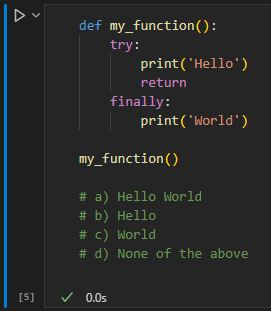 def my_function():
    try:
        print('Hello')
        return
    finally:
        print('World')

my_function()

# a) Hello World
# b) Hello
# c) World
# d) None of the above
[5] 0.0s